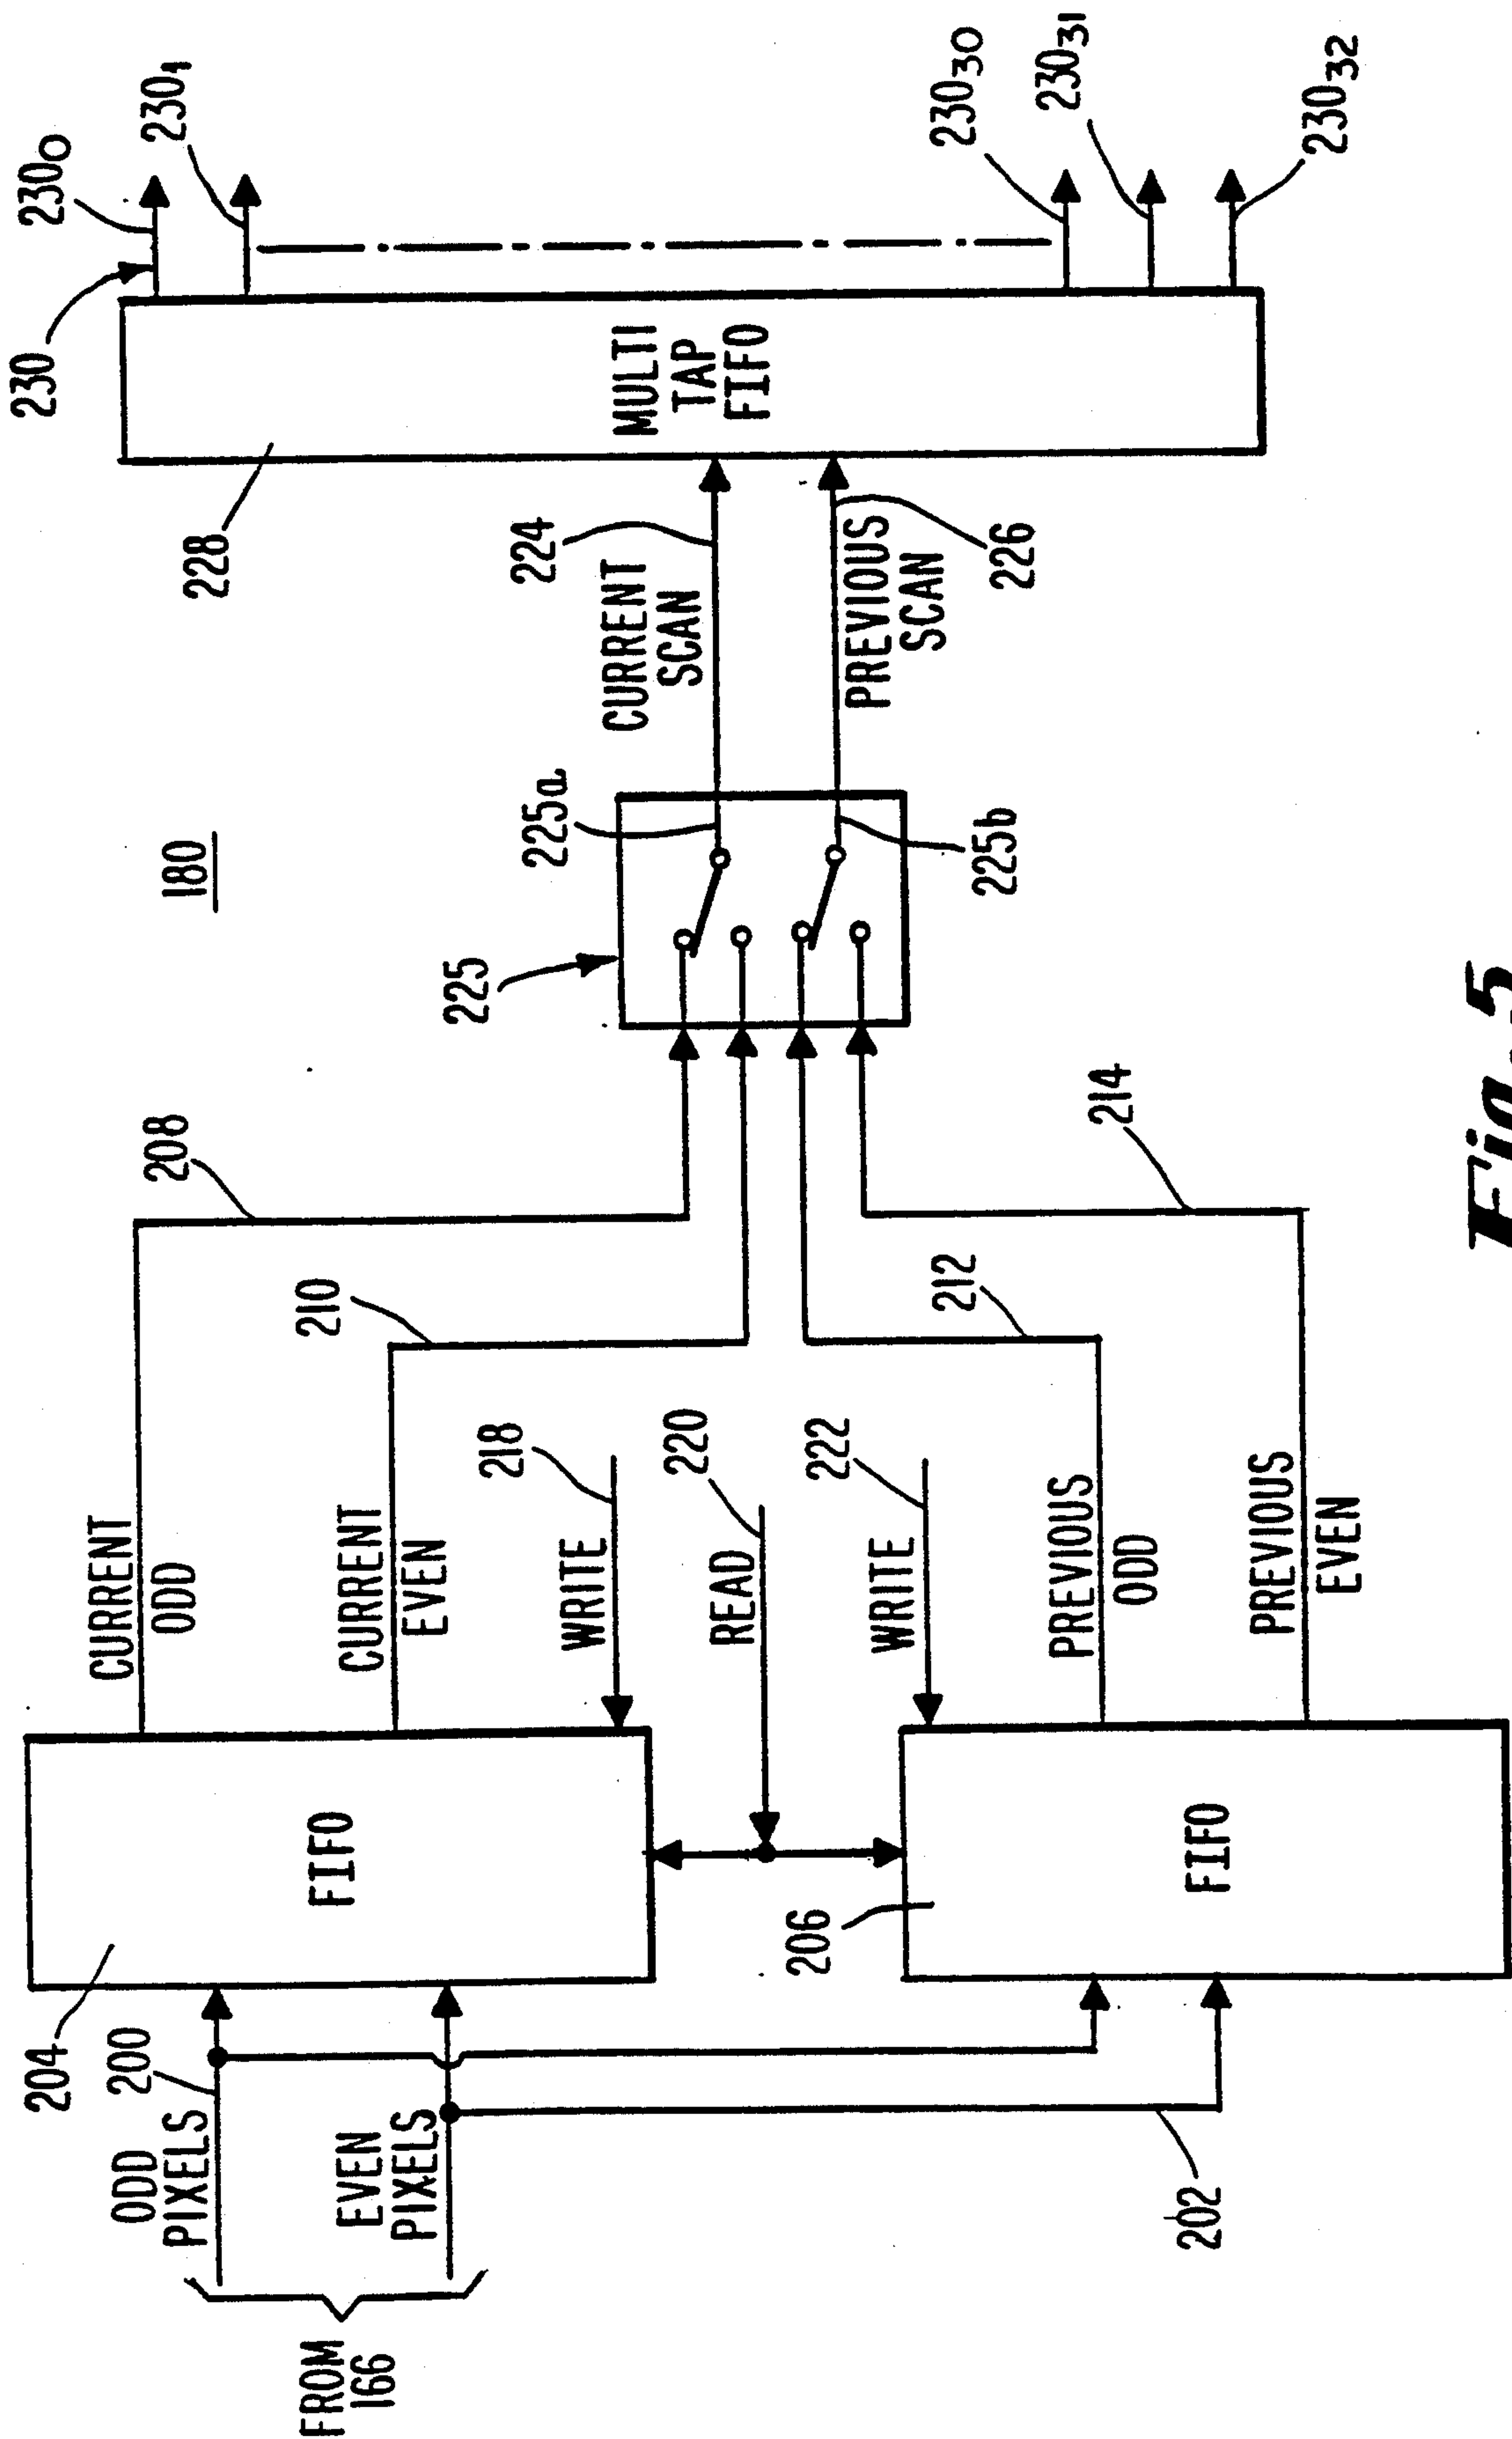 180
FROM
166
ODD
PIXELS
200
EVEN
PIXELS
202
204
FIFO
206
FIFO
CURRENT
ODD
208
CURRENT
EVEN
210
WRITE
218
READ
220
WRITE
222
PREVIOUS
ODD
212
PREVIOUS
EVEN
214
225
225a
225b
CURRENT
SCAN
224
PREVIOUS
SCAN
226
228
MULTI
TAP
FIFO
230
230₀
230₁
230₃₀
230₃₁
230₃₂
Fig. 5